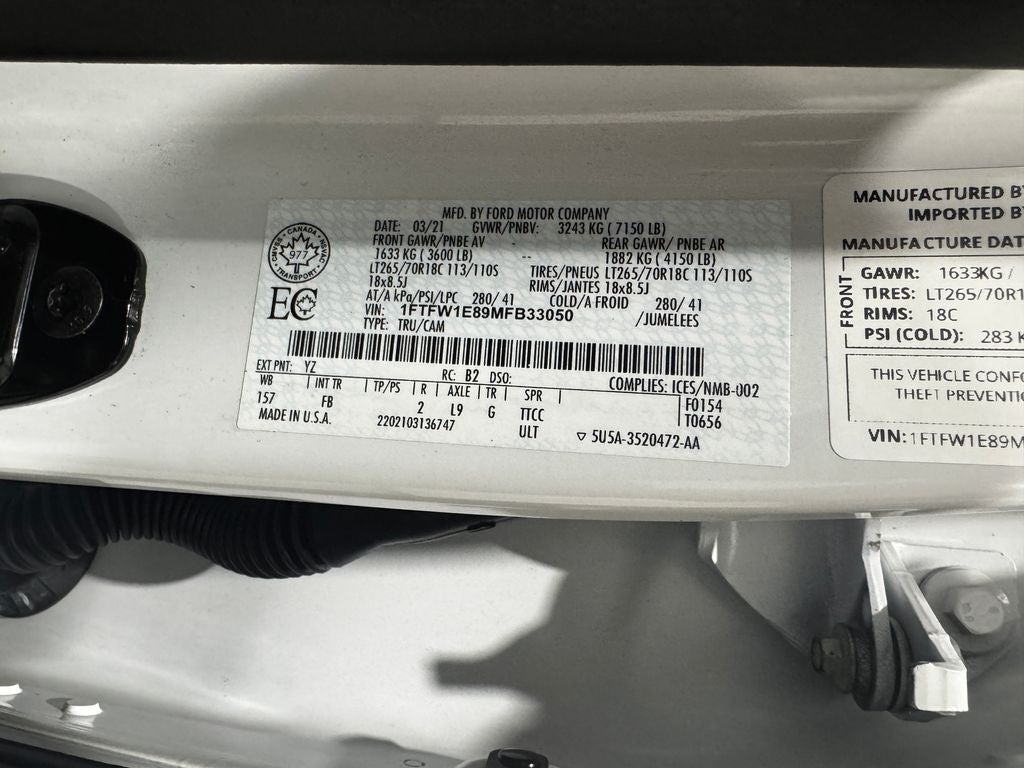 MFD. BY FORD MOTOR COMPANY
DATE: 03/21 GVWR/PNBV: 3243 KG ( 7150 LB)
FRONT GAWR/PNBE AV REAR GAWR/ PNBE AR
1633 KG ( 3600 LB) -- 1882 KG ( 4150 LB)
LT265/70R18C 113/110S TIRES/PNEUS LT265/70R18C 113/110S
18x8.5J RIMS/JANTES 18x8.5J
AT/A kPa/PSI/LPC 280/ 41 COLD/A FROID 280/ 41
VIN: 1FTFW1E89MFB33050 /JUMELEES
TYPE: TRU/CAM
CANADA
977
TRANSPORT
EC
EXT PNT: YZ RC: B2 DSO: COMPLIES: ICES/NMB-002
WB INT TR TP/PS R AXLE TR SPR F0154
157 FB 2 L9 G TTCC T0656
MADE IN U.S.A. 2202103136747 ULT ▽ 5U5A-3520472-AA
MANUFACTURED B
IMPORTED BY
MANUFACTURE DAT
FRONT
GAWR: 1633KG /
TIRES: LT265/70R1
RIMS: 18C
PSI (COLD): 283 K
THIS VEHICLE CONF
THEFT PREVENTI
VIN: 1FTFW1E89M